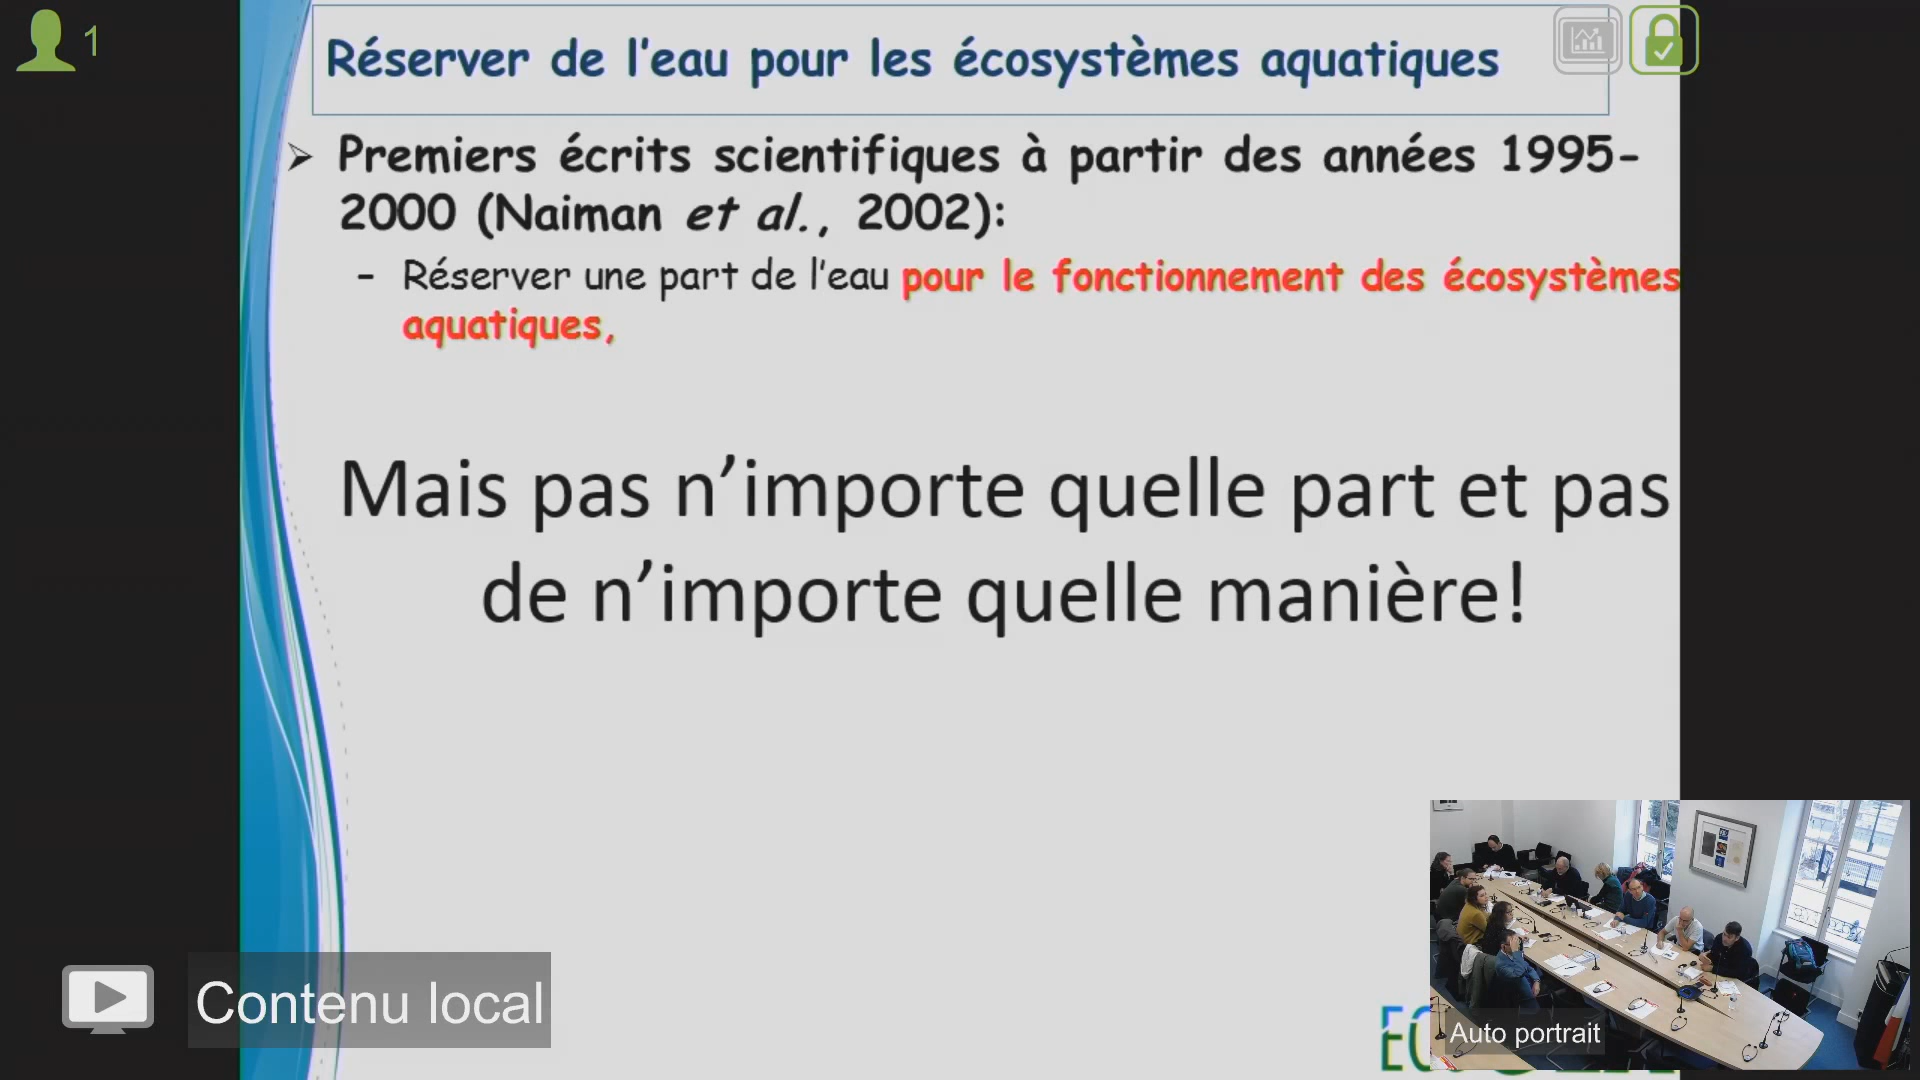 1
Réserver de l'eau pour les écosystèmes aquatiques
➢ Premiers écrits scientifiques à partir des années 1995-
2000 (Naiman et al., 2002):
- Réserver une part de l'eau pour le fonctionnement des écosystèmes
aquatiques,
Mais pas n'importe quelle part et pas
de n'importe quelle manière!
Contenu local
Auto portrait